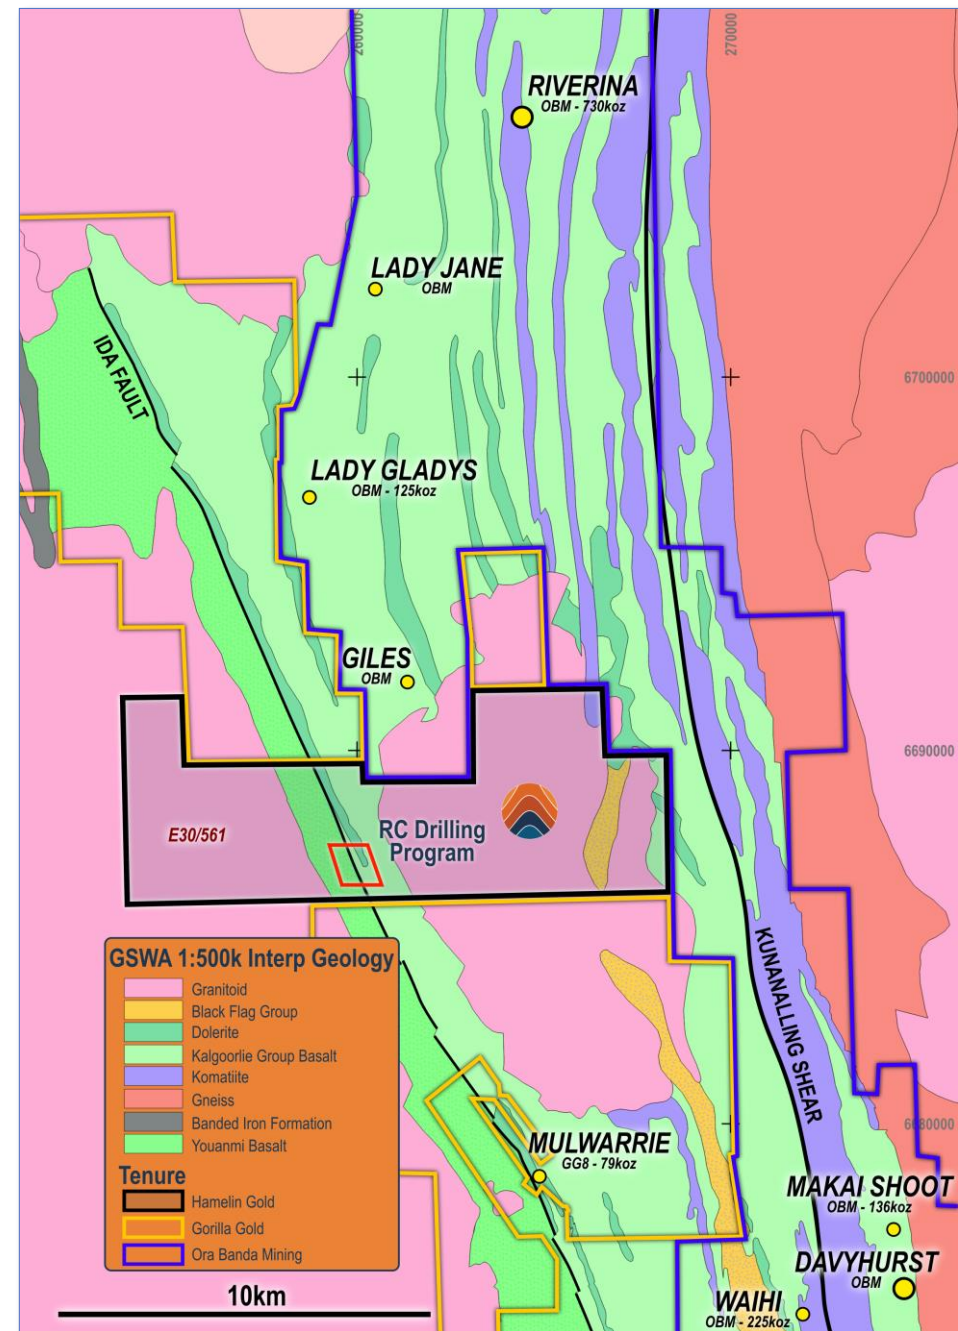 260000
270000
RIVERINA
OBM - 730koz
LADY JANE
OBM
IDA FAULT
6700000
LADY GLADYS
OBM - 125koz
GILES
OBM
6690000
E30/561
RC Drilling
Program
KUNANALLING SHEAR
GSWA 1:500k Interp Geology
Granitoid
Black Flag Group
Dolerite
Kalgoorlie Group Basalt
Komatiite
Gneiss
Banded Iron Formation
Youanmi Basalt
Tenure
Hamelin Gold
Gorilla Gold
Ora Banda Mining
6680000
MULWARRIE
GG8 - 79koz
MAKAI SHOOT
OBM - 136koz
DAVYHURST
OBM
WAIHI
OBM - 225koz
10km